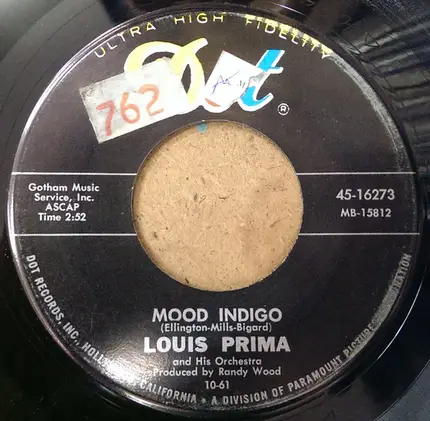 ULTRA HIGH FIDELITY
Dot
®
762
Gotham Music
Service, Inc.
ASCAP
Time 2:52
45-16273
MB-15812
MOOD INDIGO
(Ellington-Mills-Bigard)
LOUIS PRIMA
and His Orchestra
Produced by Randy Wood
10-61
DOT RECORDS, INC., HOLLYWOOD, CALIFORNIA • A DIVISION OF PARAMOUNT PICTURES CORPORATION